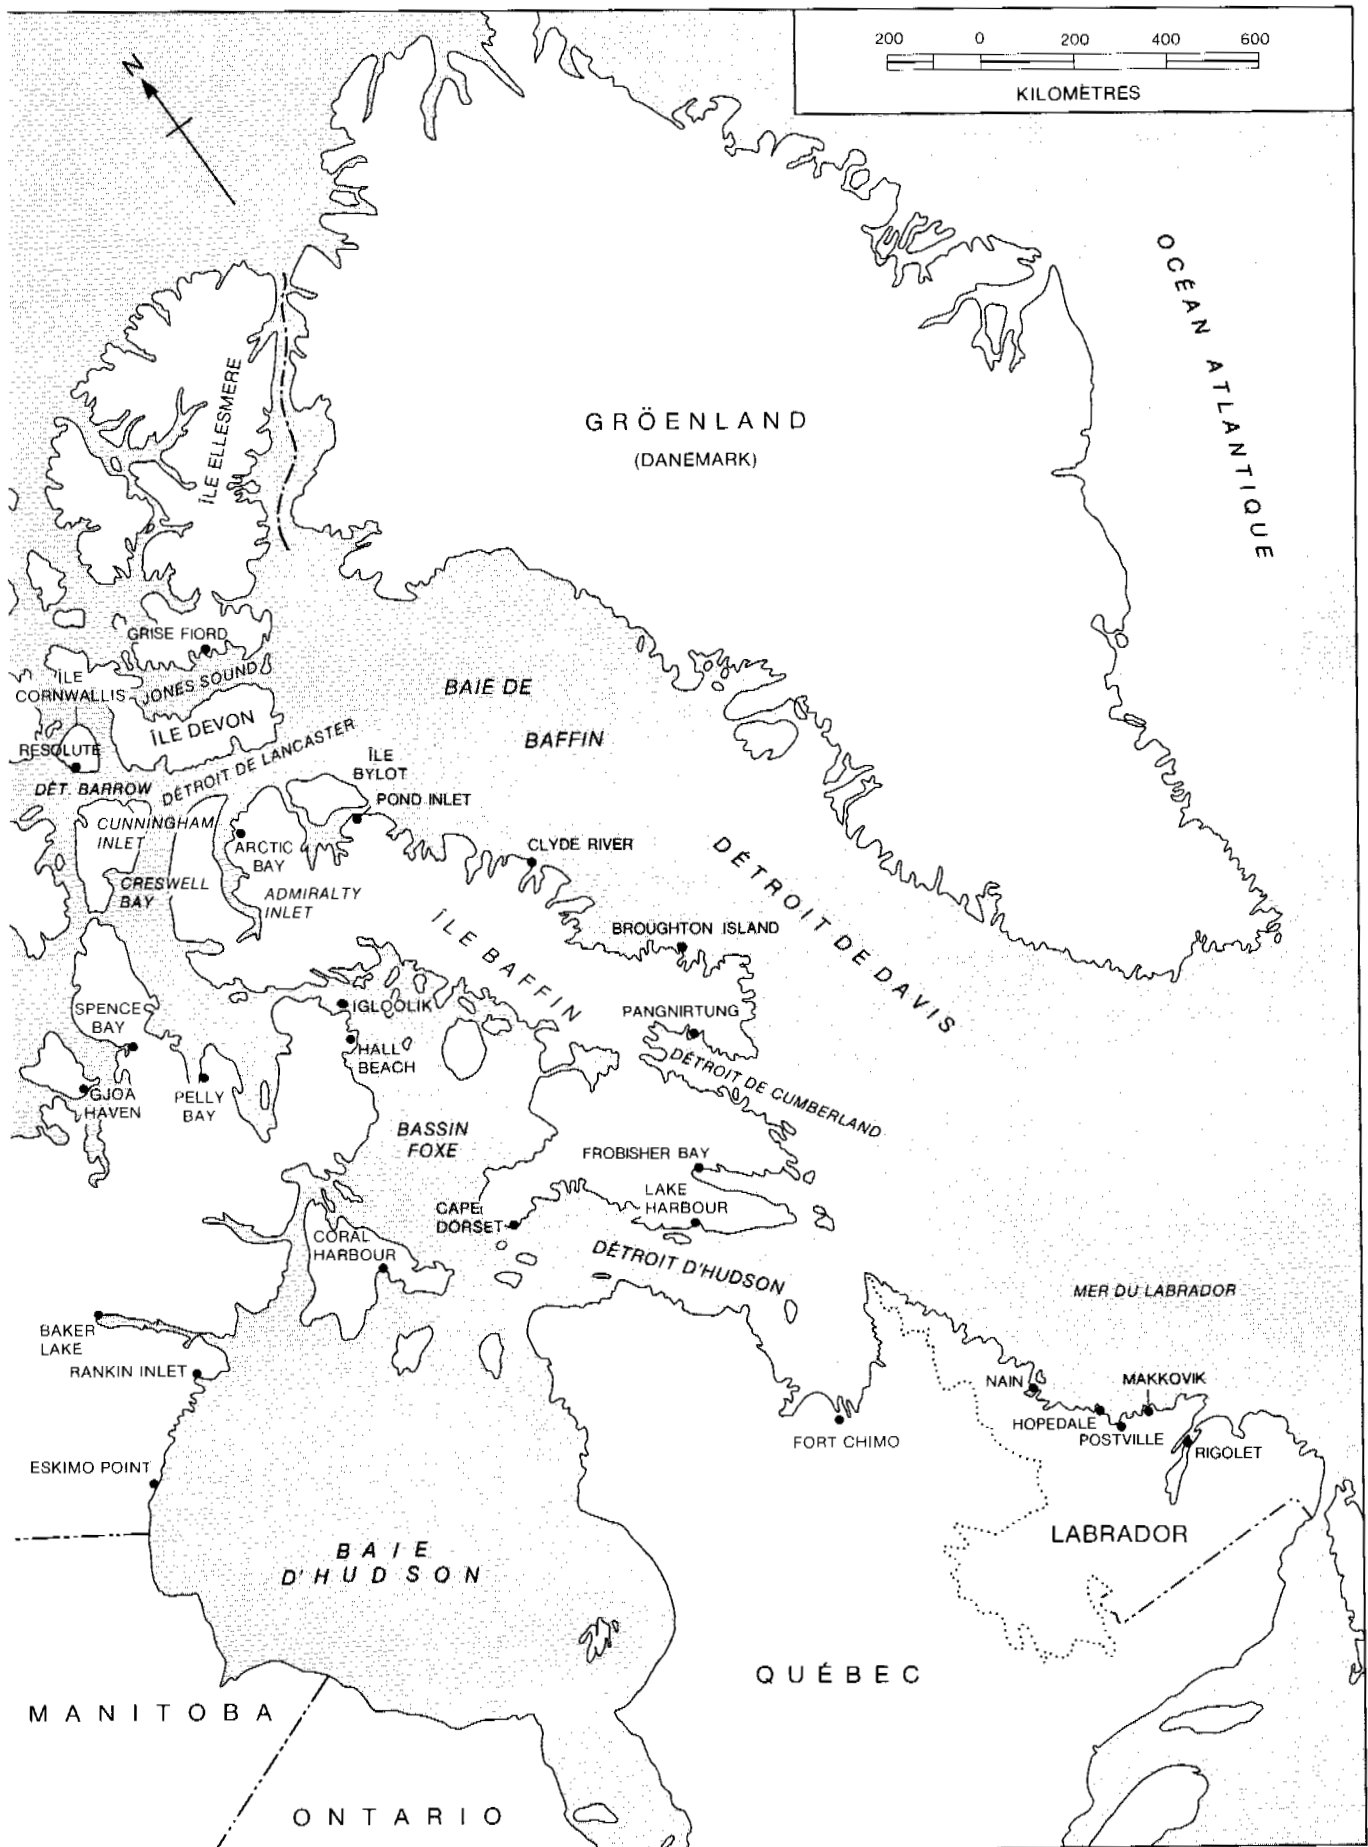 200 0 200 400 600
KILOMÈTRES
N
OCÉAN ATLANTIQUE
GRÖENLAND
(DANEMARK)
ÎLE ELLESMERE
GRISE FIORD
ÎLE
CORNWALLIS
JONES SOUND
BAIE DE
BAFFIN
ÎLE DEVON
RESOLUTE
DÉTROIT DE LANCASTER
DÉT. BARROW
ÎLE
BYLOT
POND INLET
CUNNINGHAM
INLET
ARCTIC
BAY
CLYDE RIVER
CRESWELL
BAY
ADMIRALTY
INLET
DÉTROIT DE DAVIS
ÎLE BAFFIN
BROUGHTON ISLAND
SPENCE
BAY
IGLOOLIK
PANGNIRTUNG
HALL
BEACH
DÉTROIT DE CUMBERLAND
GJOA
HAVEN
PELLY
BAY
BASSIN
FOXE
FROBISHER BAY
LAKE
HARBOUR
CAPE
DORSET
CORAL
HARBOUR
DÉTROIT D'HUDSON
MER DU LABRADOR
BAKER
LAKE
RANKIN INLET
NAIN
MAKKOVIK
HOPEDALE
POSTVILLE
RIGOLET
FORT CHIMO
ESKIMO POINT
LABRADOR
BAIE
D'HUDSON
QUÉBEC
MANITOBA
ONTARIO